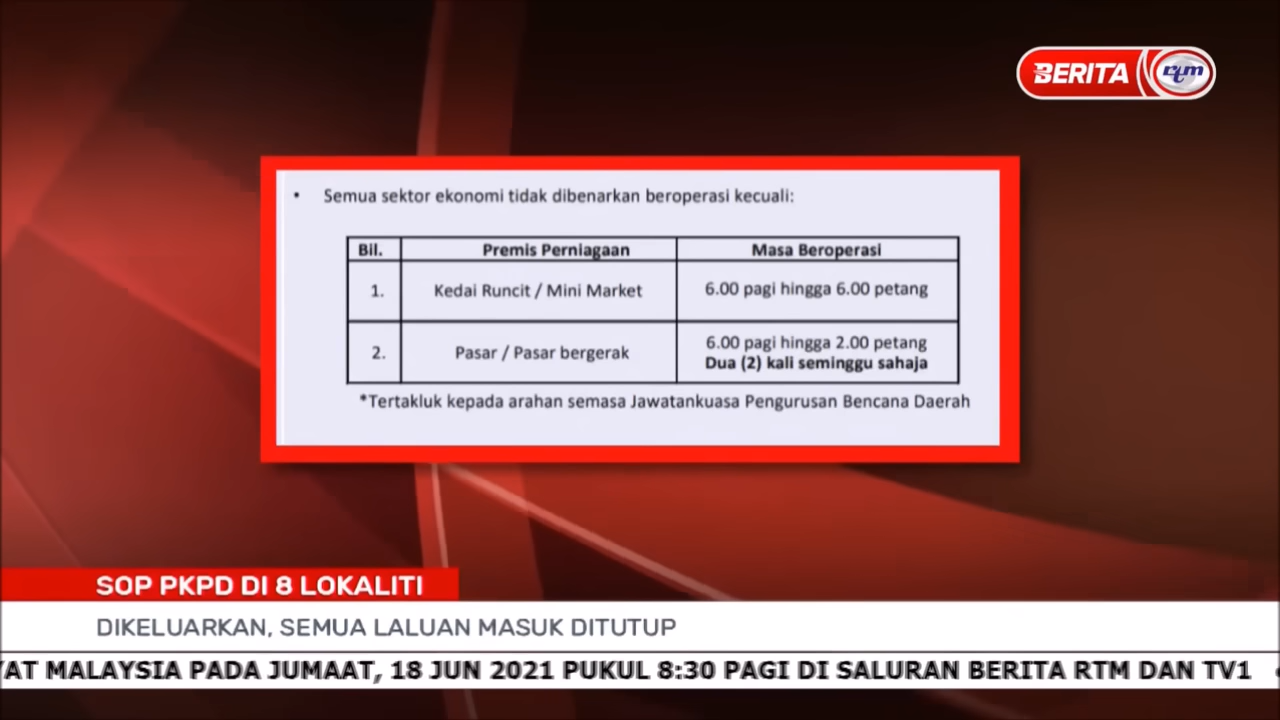 BERITA rtm
• Semua sektor ekonomi tidak dibenarkan beroperasi kecuali:
Bil. Premis Perniagaan Masa Beroperasi
1. Kedai Runcit / Mini Market 6.00 pagi hingga 6.00 petang
2. Pasar / Pasar bergerak 6.00 pagi hingga 2.00 petang
Dua (2) kali seminggu sahaja
*Tertakluk kepada arahan semasa Jawatankuasa Pengurusan Bencana Daerah
SOP PKPD DI 8 LOKALITI
DIKELUARKAN, SEMUA LALUAN MASUK DITUTUP
YAT MALAYSIA PADA JUMAAT, 18 JUN 2021 PUKUL 8:30 PAGI DI SALURAN BERITA RTM DAN TV1